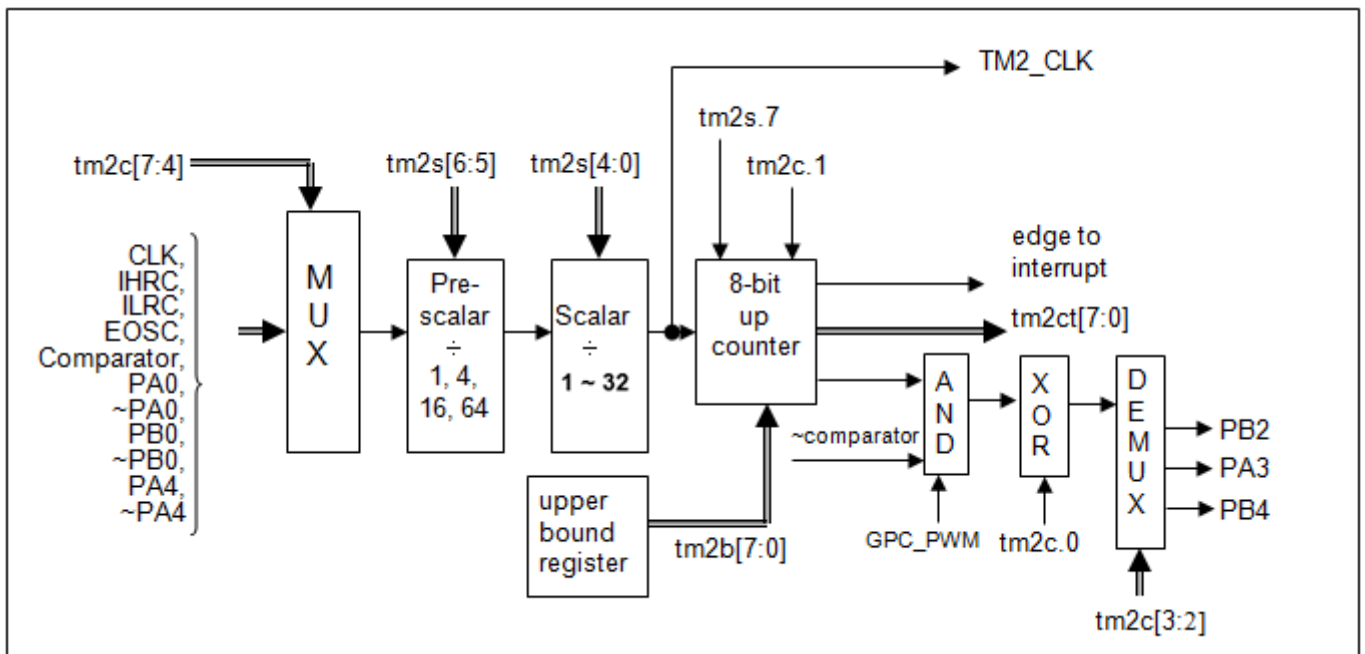 TM2_CLK
tm2s.7
tm2c[7:4]
tm2s[6:5]
tm2s[4:0]
tm2c.1
CLK,
IHRC,
ILRC,
EOSC,
Comparator,
PA0,
~PA0,
PB0,
~PB0,
PA4,
~PA4
M
U
X
Pre-
scalar
÷
1, 4,
16, 64
Scalar
÷
1 ~ 32
8-bit
up
counter
edge to
interrupt
tm2ct[7:0]
~comparator
A
N
D
X
O
R
D
E
M
U
X
PB2
PA3
PB4
upper
bound
register
tm2b[7:0]
GPC_PWM
tm2c.0
tm2c[3:2]